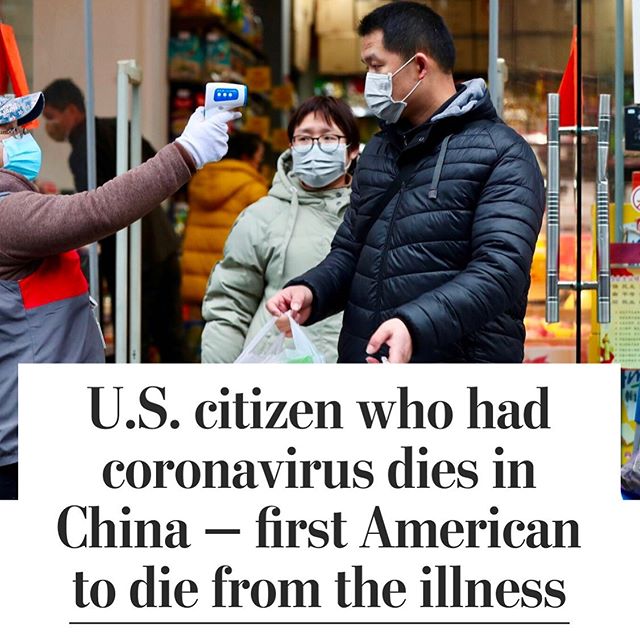 U.S. citizen who had
coronavirus dies in
China – first American
to die from the illness